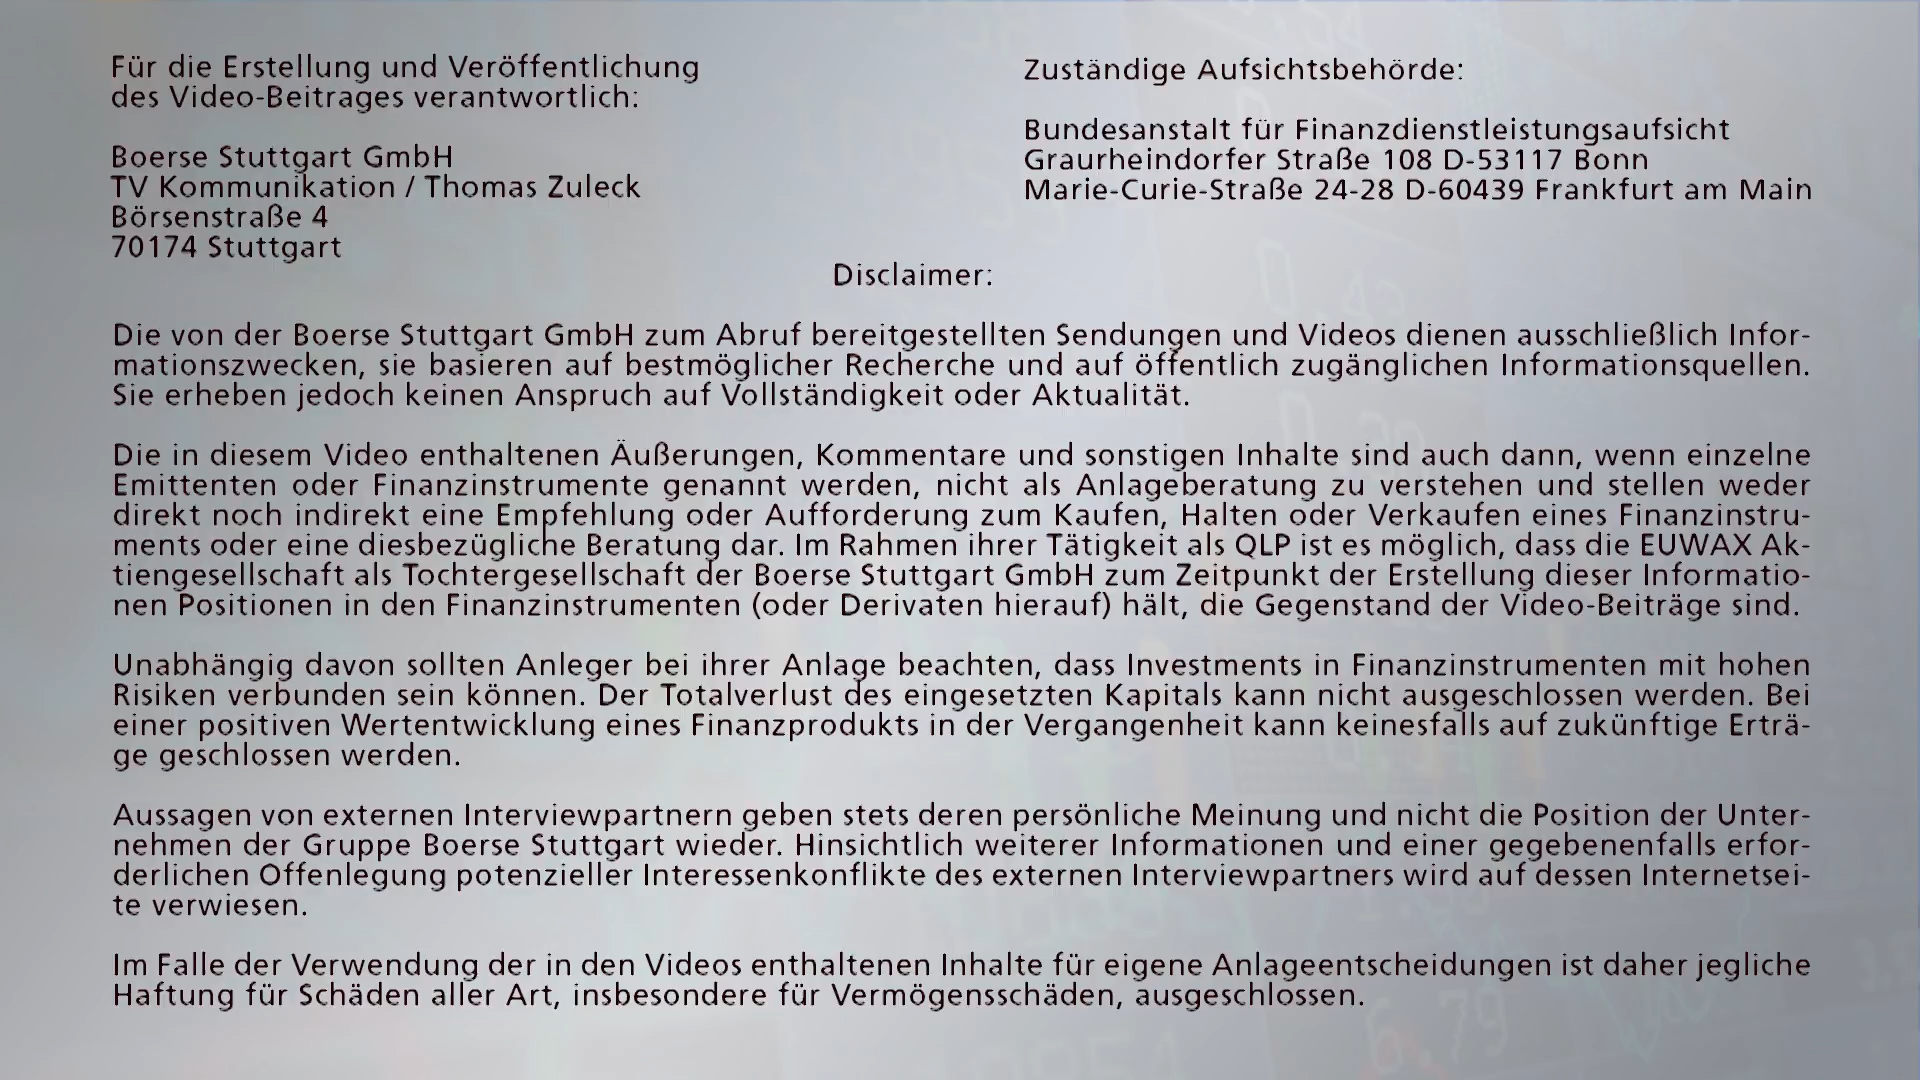 Für die Erstellung und Veröffentlichung
des Video-Beitrages verantwortlich:
Boerse Stuttgart GmbH
TV Kommunikation / Thomas Zuleck
Börsenstraße 4
70174 Stuttgart
Zuständige Aufsichtsbehörde:
Bundesanstalt für Finanzdienstleistungsaufsicht
Graurheindorfer Straße 108 D-53117 Bonn
Marie-Curie-Straße 24-28 D-60439 Frankfurt am Main
Disclaimer:
Die von der Boerse Stuttgart GmbH zum Abruf bereitgestellten Sendungen und Videos dienen ausschließlich Infor-
mationszwecken, sie basieren auf bestmöglicher Recherche und auf öffentlich zugänglichen Informationsquellen.
Sie erheben jedoch keinen Anspruch auf Vollständigkeit oder Aktualität.
Die in diesem Video enthaltenen Äußerungen, Kommentare und sonstigen Inhalte sind auch dann, wenn einzelne
Emittenten oder Finanzinstrumente genannt werden, nicht als Anlageberatung zu verstehen und stellen weder
direkt noch indirekt eine Empfehlung oder Aufforderung zum Kaufen, Halten oder Verkaufen eines Finanzinstru-
ments oder eine diesbezügliche Beratung dar. Im Rahmen ihrer Tätigkeit als QLP ist es möglich, dass die EUWAX Ak-
tiengesellschaft als Tochtergesellschaft der Boerse Stuttgart GmbH zum Zeitpunkt der Erstellung dieser Informatio-
nen Positionen in den Finanzinstrumenten (oder Derivaten hierauf) hält, die Gegenstand der Video-Beiträge sind.
Unabhängig davon sollten Anleger bei ihrer Anlage beachten, dass Investments in Finanzinstrumenten mit hohen
Risiken verbunden sein können. Der Totalverlust des eingesetzten Kapitals kann nicht ausgeschlossen werden. Bei
einer positiven Wertentwicklung eines Finanzprodukts in der Vergangenheit kann keinesfalls auf zukünftige Erträ-
ge geschlossen werden.
Aussagen von externen Interviewpartnern geben stets deren persönliche Meinung und nicht die Position der Unter-
nehmen der Gruppe Boerse Stuttgart wieder. Hinsichtlich weiterer Informationen und einer gegebenenfalls erfor-
derlichen Offenlegung potenzieller Interessenkonflikte des externen Interviewpartners wird auf dessen Internetsei-
te verwiesen.
Im Falle der Verwendung der in den Videos enthaltenen Inhalte für eigene Anlageentscheidungen ist daher jegliche
Haftung für Schäden aller Art, insbesondere für Vermögensschäden, ausgeschlossen.